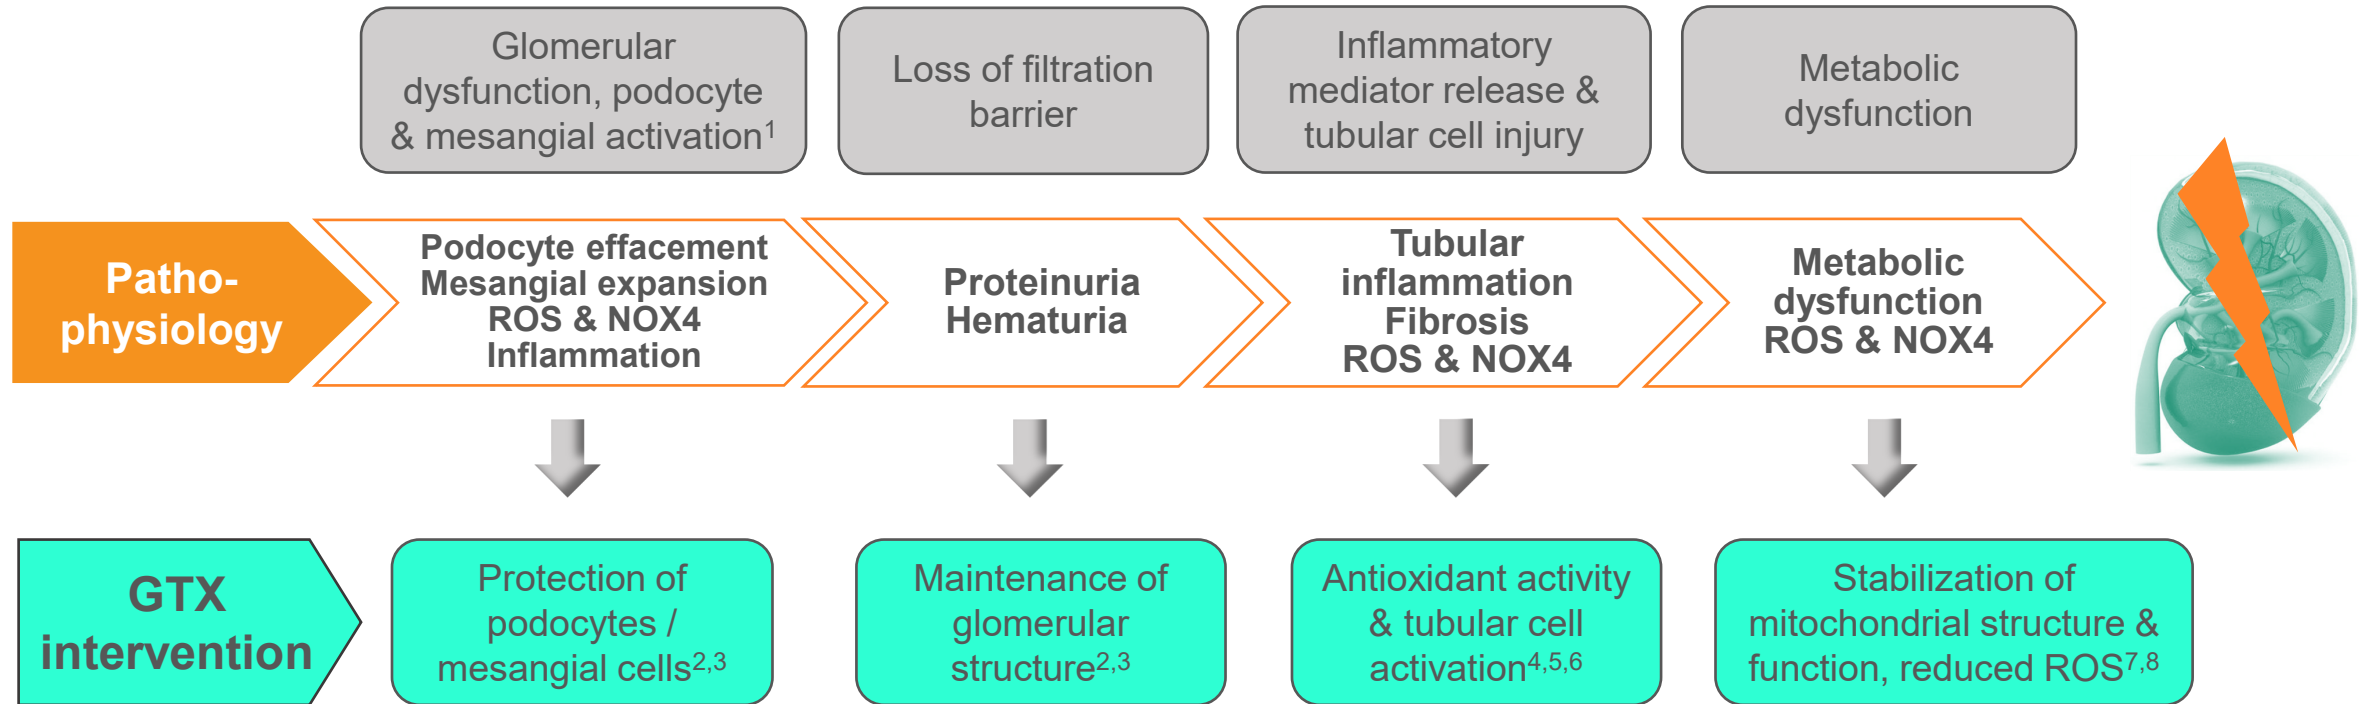 Glomerular
dysfunction, podocyte
& mesangial activation1
Loss of filtration
barrier
Inflammatory
mediator release &
tubular cell injury
Metabolic
dysfunction
Patho-
physiology
Podocyte effacement
Mesangial expansion
ROS & NOX4
Inflammation
Proteinuria
Hematuria
Tubular
inflammation
Fibrosis
ROS & NOX4
Metabolic
dysfunction
ROS & NOX4
GTX
intervention
Protection of
podocytes /
mesangial cells2,3
Maintenance of
glomerular
structure2,3
Antioxidant activity
& tubular cell
activation4,5,6
Stabilization of
mitochondrial structure &
function, reduced ROS7,8